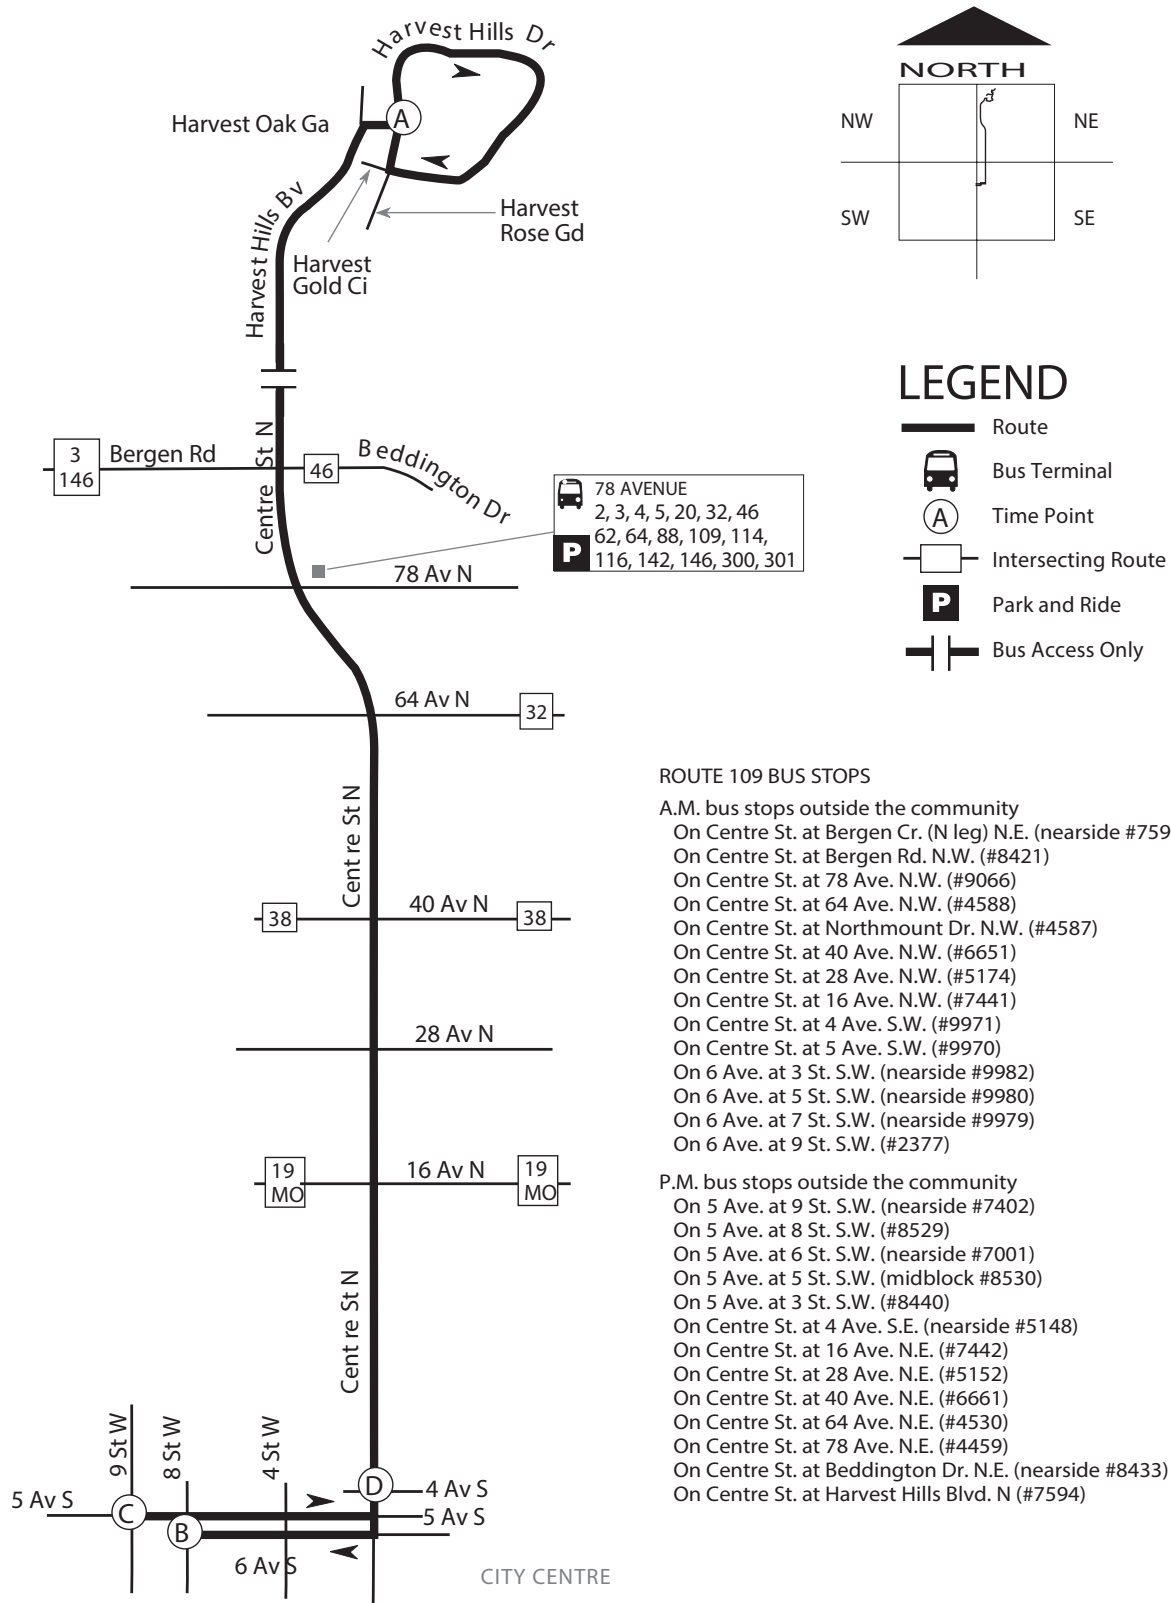 Harvest Hills Dr
NORTH
Harvest Oak Ga
A
NW
NE
SW
SE
Harvest Hills Bv
Harvest
Rose Gd
Harvest
Gold Ci
LEGEND
Route
Bus Terminal
A
Time Point
Intersecting Route
P
Park and Ride
Bus Access Only
3
146
Bergen Rd
Centre St N
46
Beddington Dr
78 AVENUE
2, 3, 4, 5, 20, 32, 46
62, 64, 88, 109, 114,
116, 142, 146, 300, 301
P
78 Av N
64 Av N
32
Centre St N
38
40 Av N
38
28 Av N
19
MO
16 Av N
19
MO
Centre St N
9 St W
8 St W
4 St W
D
4 Av S
5 Av S
C
5 Av S
B
6 Av S
CITY CENTRE
ROUTE 109 BUS STOPS
A.M. bus stops outside the community
On Centre St. at Bergen Cr. (N leg) N.E. (nearside #759
On Centre St. at Bergen Rd. N.W. (#8421)
On Centre St. at 78 Ave. N.W. (#9066)
On Centre St. at 64 Ave. N.W. (#4588)
On Centre St. at Northmount Dr. N.W. (#4587)
On Centre St. at 40 Ave. N.W. (#6651)
On Centre St. at 28 Ave. N.W. (#5174)
On Centre St. at 16 Ave. N.W. (#7441)
On Centre St. at 4 Ave. S.W. (#9971)
On Centre St. at 5 Ave. S.W. (#9970)
On 6 Ave. at 3 St. S.W. (nearside #9982)
On 6 Ave. at 5 St. S.W. (nearside #9980)
On 6 Ave. at 7 St. S.W. (nearside #9979)
On 6 Ave. at 9 St. S.W. (#2377)
P.M. bus stops outside the community
On 5 Ave. at 9 St. S.W. (nearside #7402)
On 5 Ave. at 8 St. S.W. (#8529)
On 5 Ave. at 6 St. S.W. (nearside #7001)
On 5 Ave. at 5 St. S.W. (midblock #8530)
On 5 Ave. at 3 St. S.W. (#8440)
On Centre St. at 4 Ave. S.E. (nearside #5148)
On Centre St. at 16 Ave. N.E. (#7442)
On Centre St. at 28 Ave. N.E. (#5152)
On Centre St. at 40 Ave. N.E. (#6661)
On Centre St. at 64 Ave. N.E. (#4530)
On Centre St. at 78 Ave. N.E. (#4459)
On Centre St. at Beddington Dr. N.E. (nearside #8433)
On Centre St. at Harvest Hills Blvd. N (#7594)